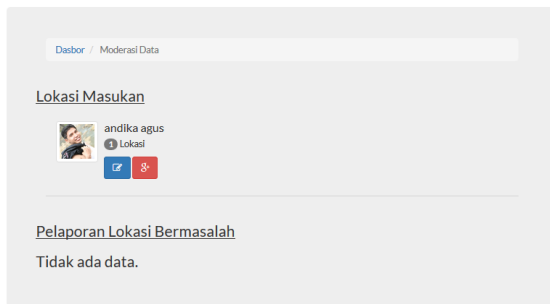 Dasbor / Moderasi Data
Lokasi Masukan
andika agus
1 Lokasi
g+
Pelaporan Lokasi Bermasalah
Tidak ada data.